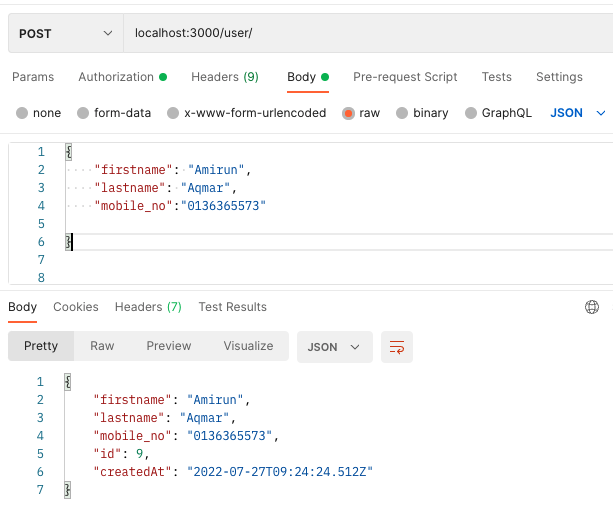 POST localhost:3000/user/
Params Authorization Headers (9) Body Pre-request Script Tests Settings
none form-data x-www-form-urlencoded raw binary GraphQL JSON
1 {
2 "firstname": "Amirun",
3 "lastname": "Aqmar",
4 "mobile_no":"0136365573"
5
6 }
7
8
Body Cookies Headers (7) Test Results
Pretty Raw Preview Visualize JSON
1 {
2 "firstname": "Amirun",
3 "lastname": "Aqmar",
4 "mobile_no": "0136365573",
5 "id": 9,
6 "createdAt": "2022-07-27T09:24:24.512Z"
7 }